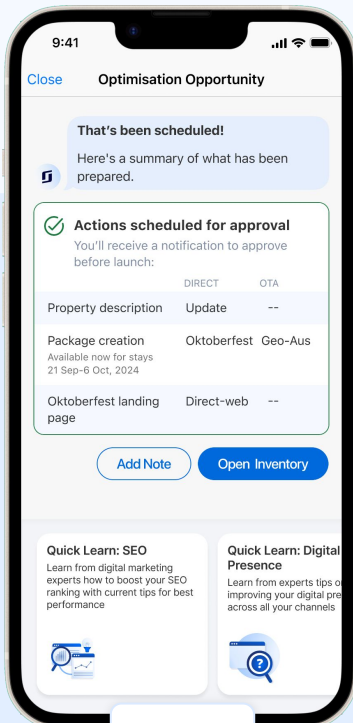 9:41
Close Optimisation Opportunity
That's been scheduled!
Here's a summary of what has been
prepared.
Actions scheduled for approval
You'll receive a notification to approve
before launch:
DIRECT OTA
Property description Update --
Package creation Oktoberfest Geo-Aus
Available now for stays
21 Sep-6 Oct, 2024
Oktoberfest landing Direct-web --
page
Add Note Open Inventory
Quick Learn: SEO
Learn from digital marketing
experts how to boost your SEO
ranking with current tips for best
performance
Quick Learn: Digital
Presence
Learn from experts tips
improving your digital
across all your channels
?